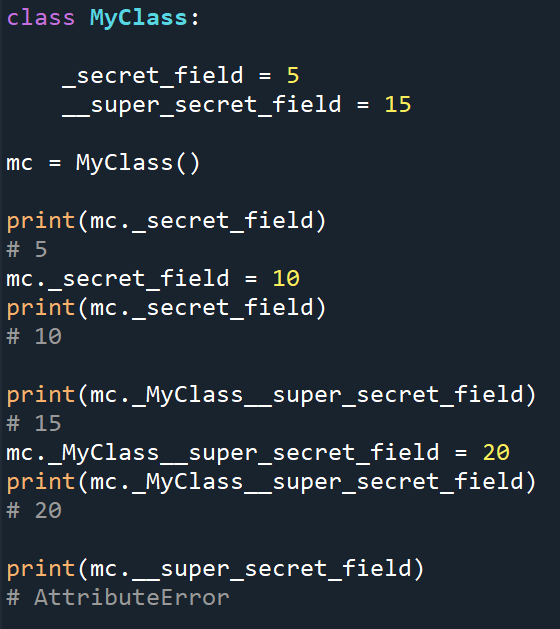 class MyClass:
    _secret_field = 5
    __super_secret_field = 15
mc = MyClass()
print(mc._secret_field)
# 5
mc._secret_field = 10
print(mc._secret_field)
# 10
print(mc._MyClass__super_secret_field)
# 15
mc._MyClass__super_secret_field = 20
print(mc._MyClass__super_secret_field)
# 20
print(mc.__super_secret_field)
# AttributeError